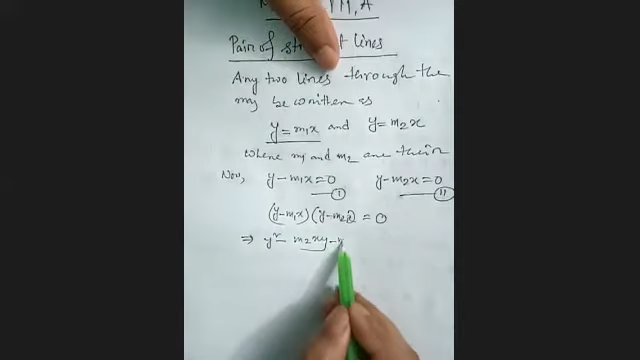 Pair of lines
Any two lines through the
may be written as
y = m₁x and y = m₂x
where m₁ and m₂ are their
Now, y - m₁x = 0 y - m₂x = 0
(I) (II)
(y - m₁x) (y - m₂x) = 0
⇒ y² - m₂xy -